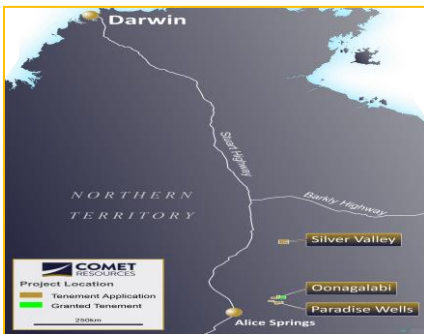 Darwin
Stuart Highway
Barkly Highway
NORTHERN
TERRITORY
Silver Valley
Oonagalabi
Paradise Wells
Alice Springs
COMET
RESOURCES
Project Location
Tenement Application
Granted Tenement
250km